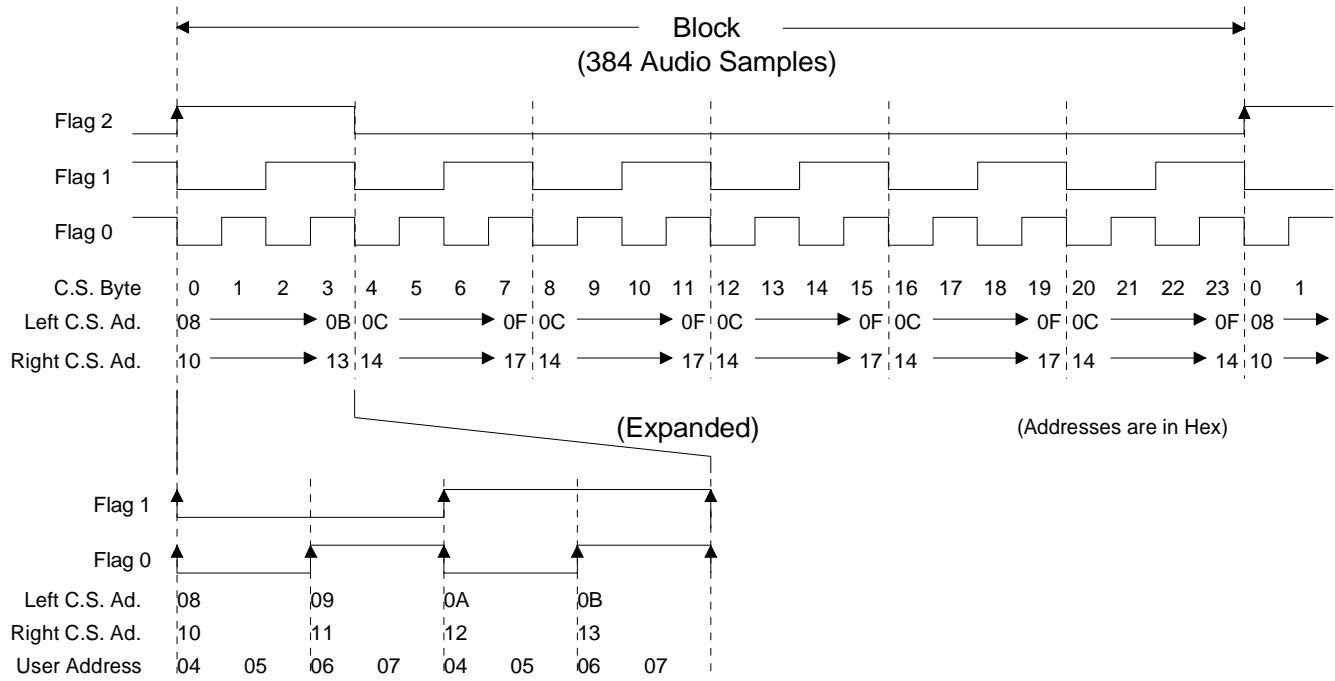 Block
(384 Audio Samples)
Flag 2
Flag 1
Flag 0
C.S. Byte 0 1 2 3 4 5 6 7 8 9 10 11 12 13 14 15 16 17 18 19 20 21 22 23 0 1
Left C.S. Ad. 08 0B 0C 0F 0C 0F 0C 0F 0C 0F 0C 0F 08
Right C.S. Ad. 10 13 14 17 14 17 14 17 14 17 14 14 10
(Expanded) (Addresses are in Hex)
Flag 1
Flag 0
Left C.S. Ad. 08 09 0A 0B
Right C.S. Ad. 10 11 12 13
User Address 04 05 06 07 04 05 06 07